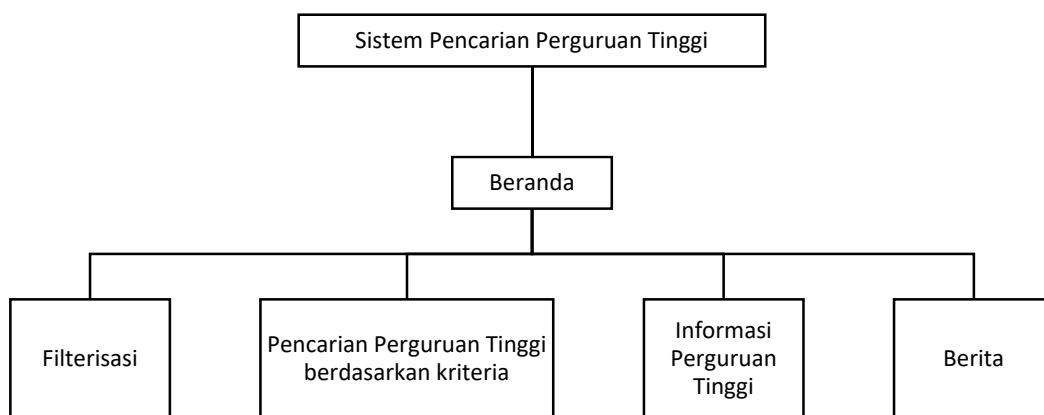 Sistem Pencarian Perguruan Tinggi
Beranda
Filterisasi
Pencarian Perguruan Tinggi
berdasarkan kriteria
Informasi
Perguruan
Tinggi
Berita